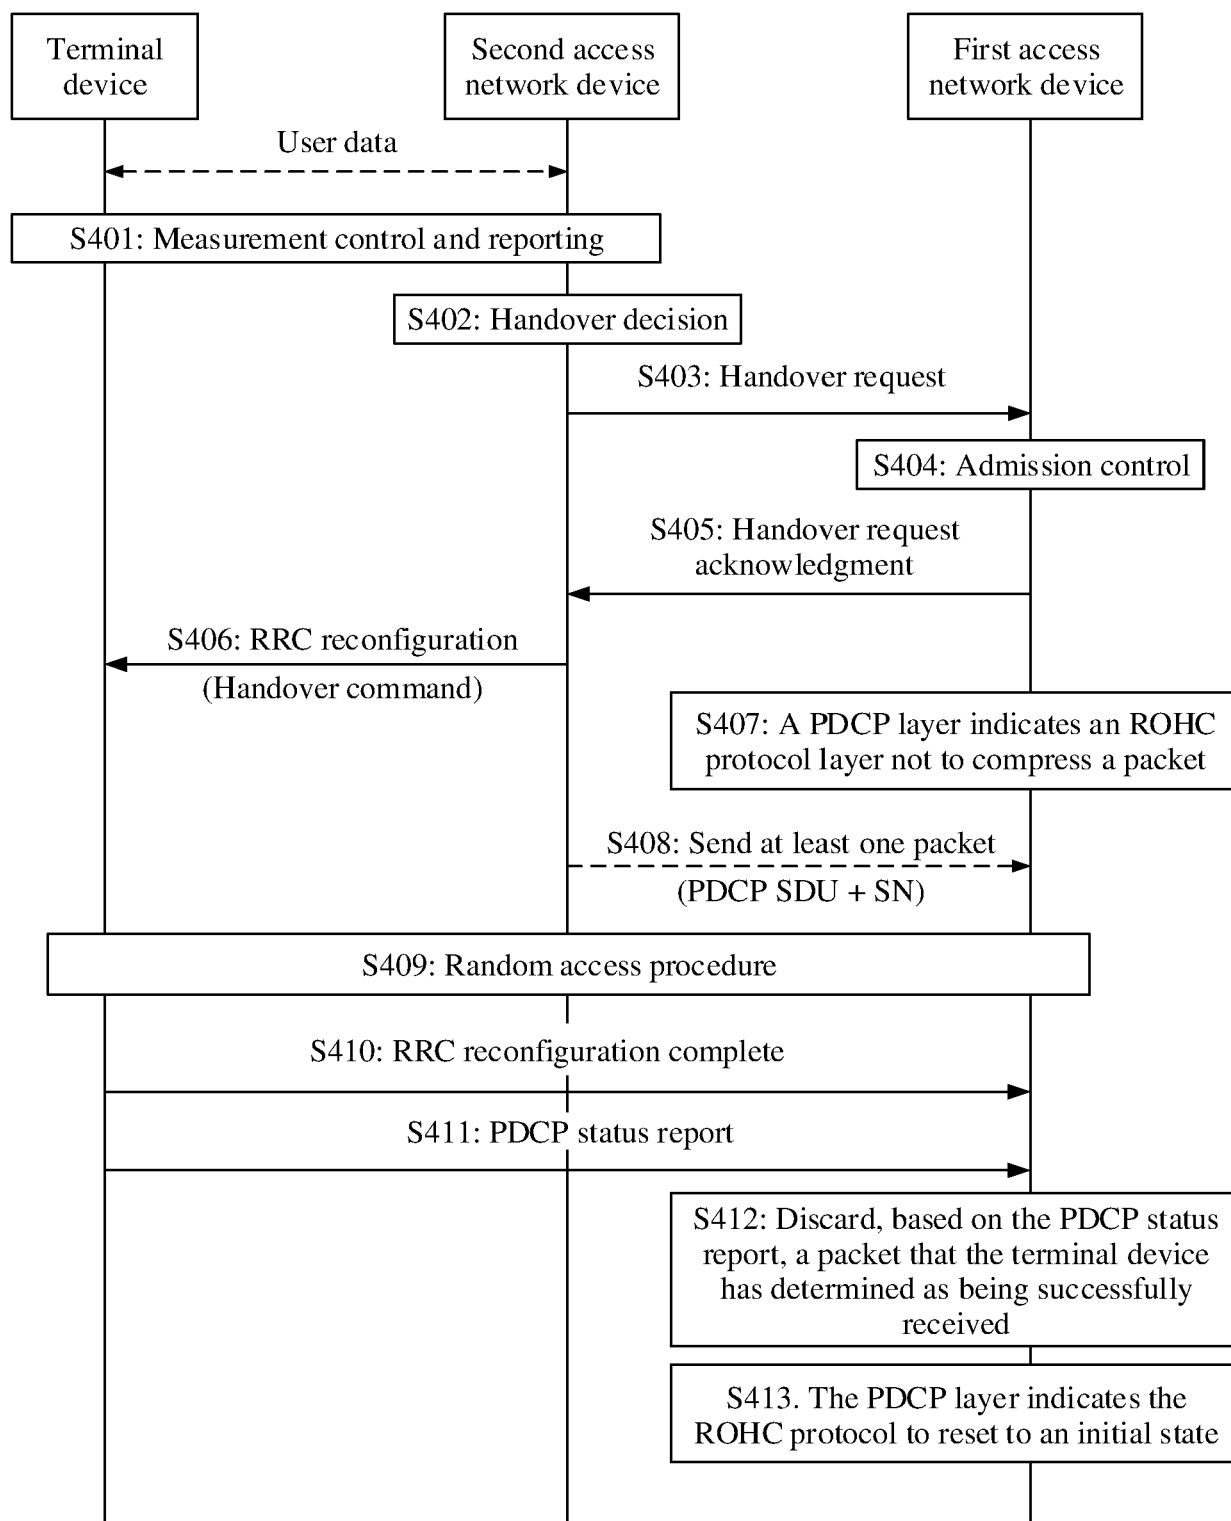 Terminal
device
Second access
network device
First access
network device
User data
S401: Measurement control and reporting
S402: Handover decision
S403: Handover request
S404: Admission control
S405: Handover request
acknowledgment
S406: RRC reconfiguration
(Handover command)
S407: A PDCP layer indicates an ROHC
protocol layer not to compress a packet
S408: Send at least one packet
(PDCP SDU + SN)
S409: Random access procedure
S410: RRC reconfiguration complete
S411: PDCP status report
S412: Discard, based on the PDCP status
report, a packet that the terminal device
has determined as being successfully
received
S413. The PDCP layer indicates the
ROHC protocol to reset to an initial state